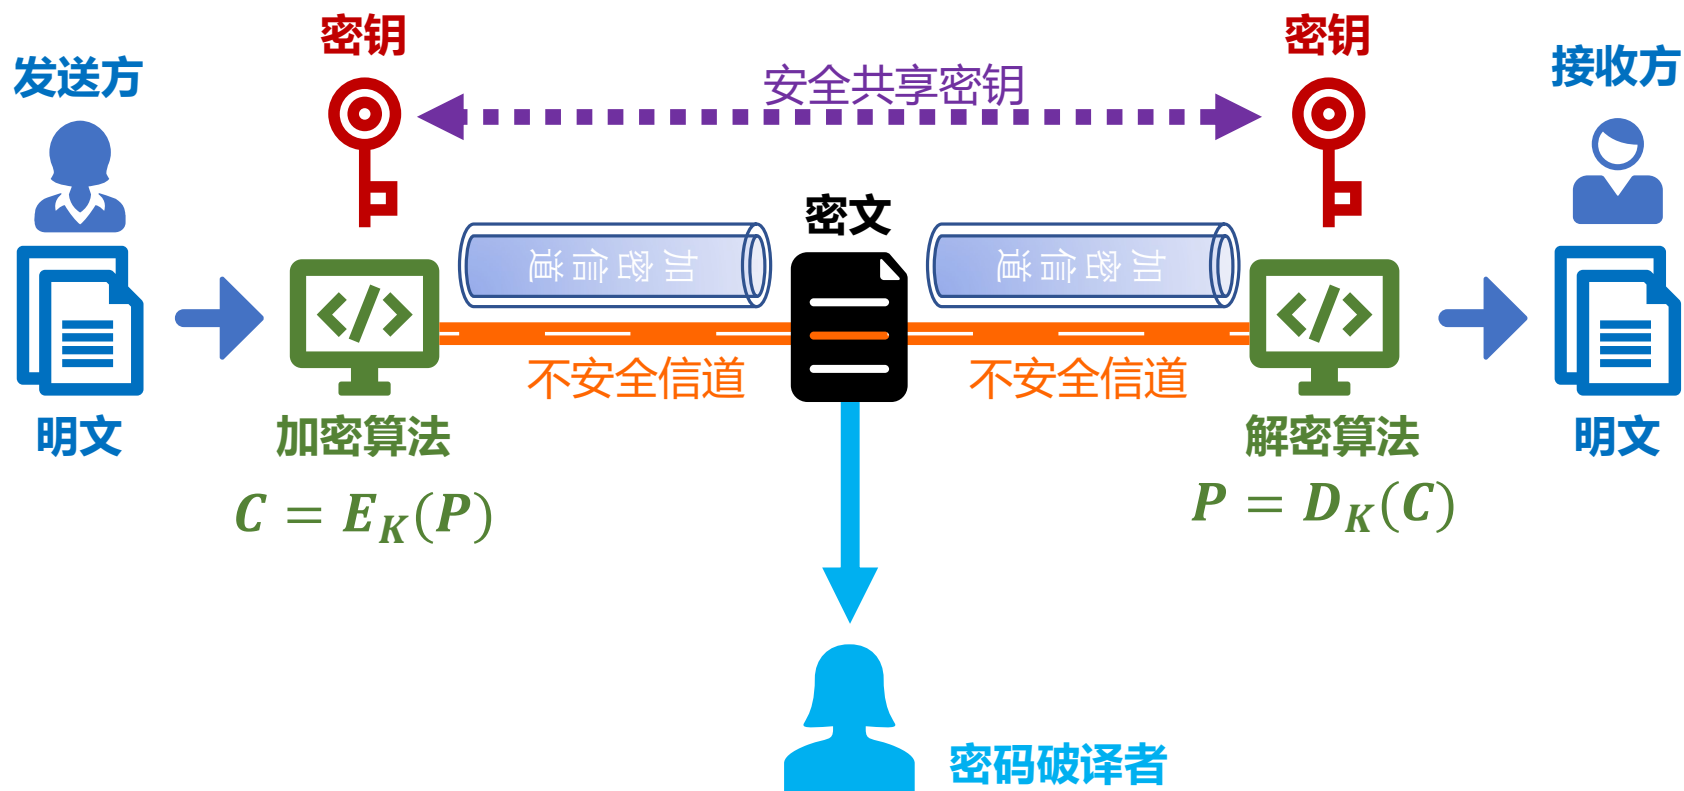 密钥
密钥
发送方
安全共享密钥
接收方
密文
加密信道
加密信道
不安全信道
不安全信道
明文
加密算法
解密算法
明文
C = E_K(P)
P = D_K(C)
密码破译者